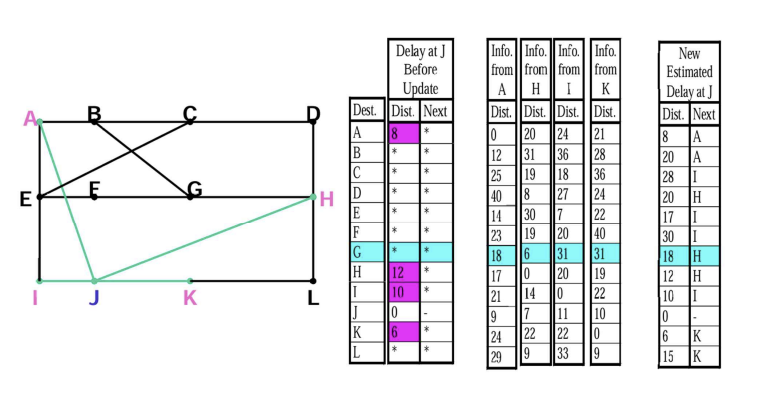 Delay at J Before Update
Info. from A
Info. from H
Info. from I
Info. from K
New Estimated Delay at J
Dest. Dist. Next Dist. Dist. Dist. Dist. Dist. Next
A 8 * 0 20 24 21 8 A
B * * 12 31 36 28 20 A
C * * 25 19 18 36 28 I
D * * 40 8 27 24 20 H
E * * 14 30 7 22 17 I
F * * 23 19 20 40 30 I
G * * 18 6 31 31 18 H
H 12 * 17 0 20 19 12 H
I 10 * 21 14 0 22 10 I
J 0 - 9 7 11 10 0 -
K 6 * 24 22 22 0 6 K
L * * 29 9 33 9 15 K
A B C D
E F G H
I J K L